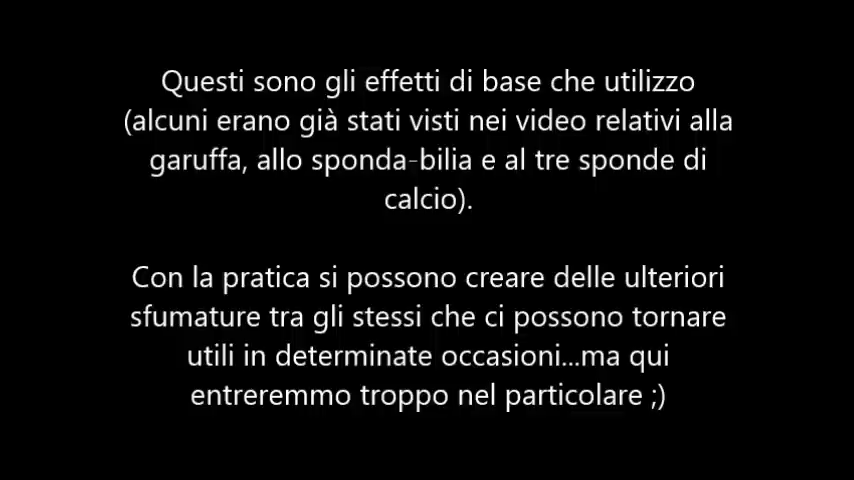 Questi sono gli effetti di base che utilizzo
(alcuni erano già stati visti nei video relativi alla
garuffa, allo sponda-bilia e al tre sponde di
calcio).
Con la pratica si possono creare delle ulteriori
sfumature tra gli stessi che ci possono tornare
utili in determinate occasioni...ma qui
entreremmo troppo nel particolare ;)